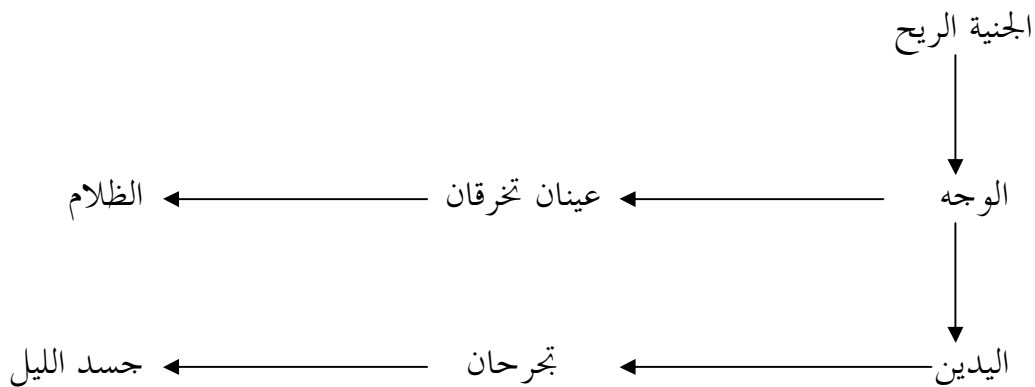 الجنية الريح
الوجه عينان تخرقان الظلام
اليدين تجرحان جسد الليل